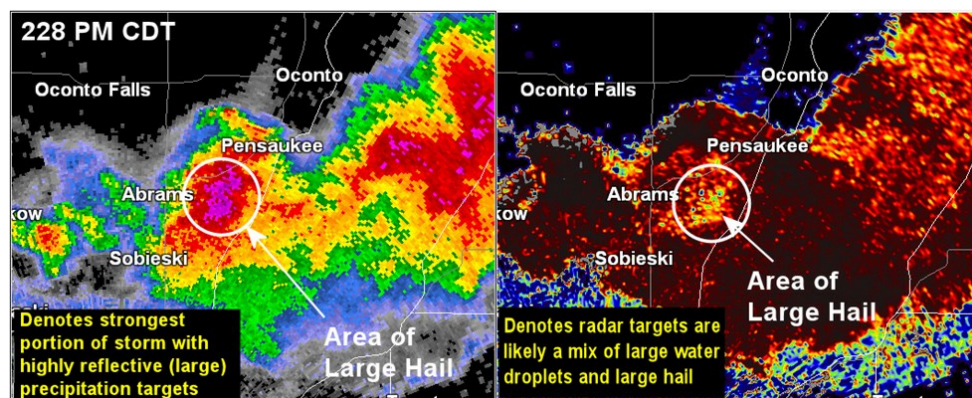 228 PM CDT
Oconto Falls
Oconto
Pensaukee
Abrams
kow
Sobieski
Denotes strongest
portion of storm with
highly reflective (large)
precipitation targets
Area of
Large Hail
Oconto Falls
Oconto
Pensaukee
Abrams
kow
Sobieski
Area of
Large Hail
Denotes radar targets are
likely a mix of large water
droplets and large hail